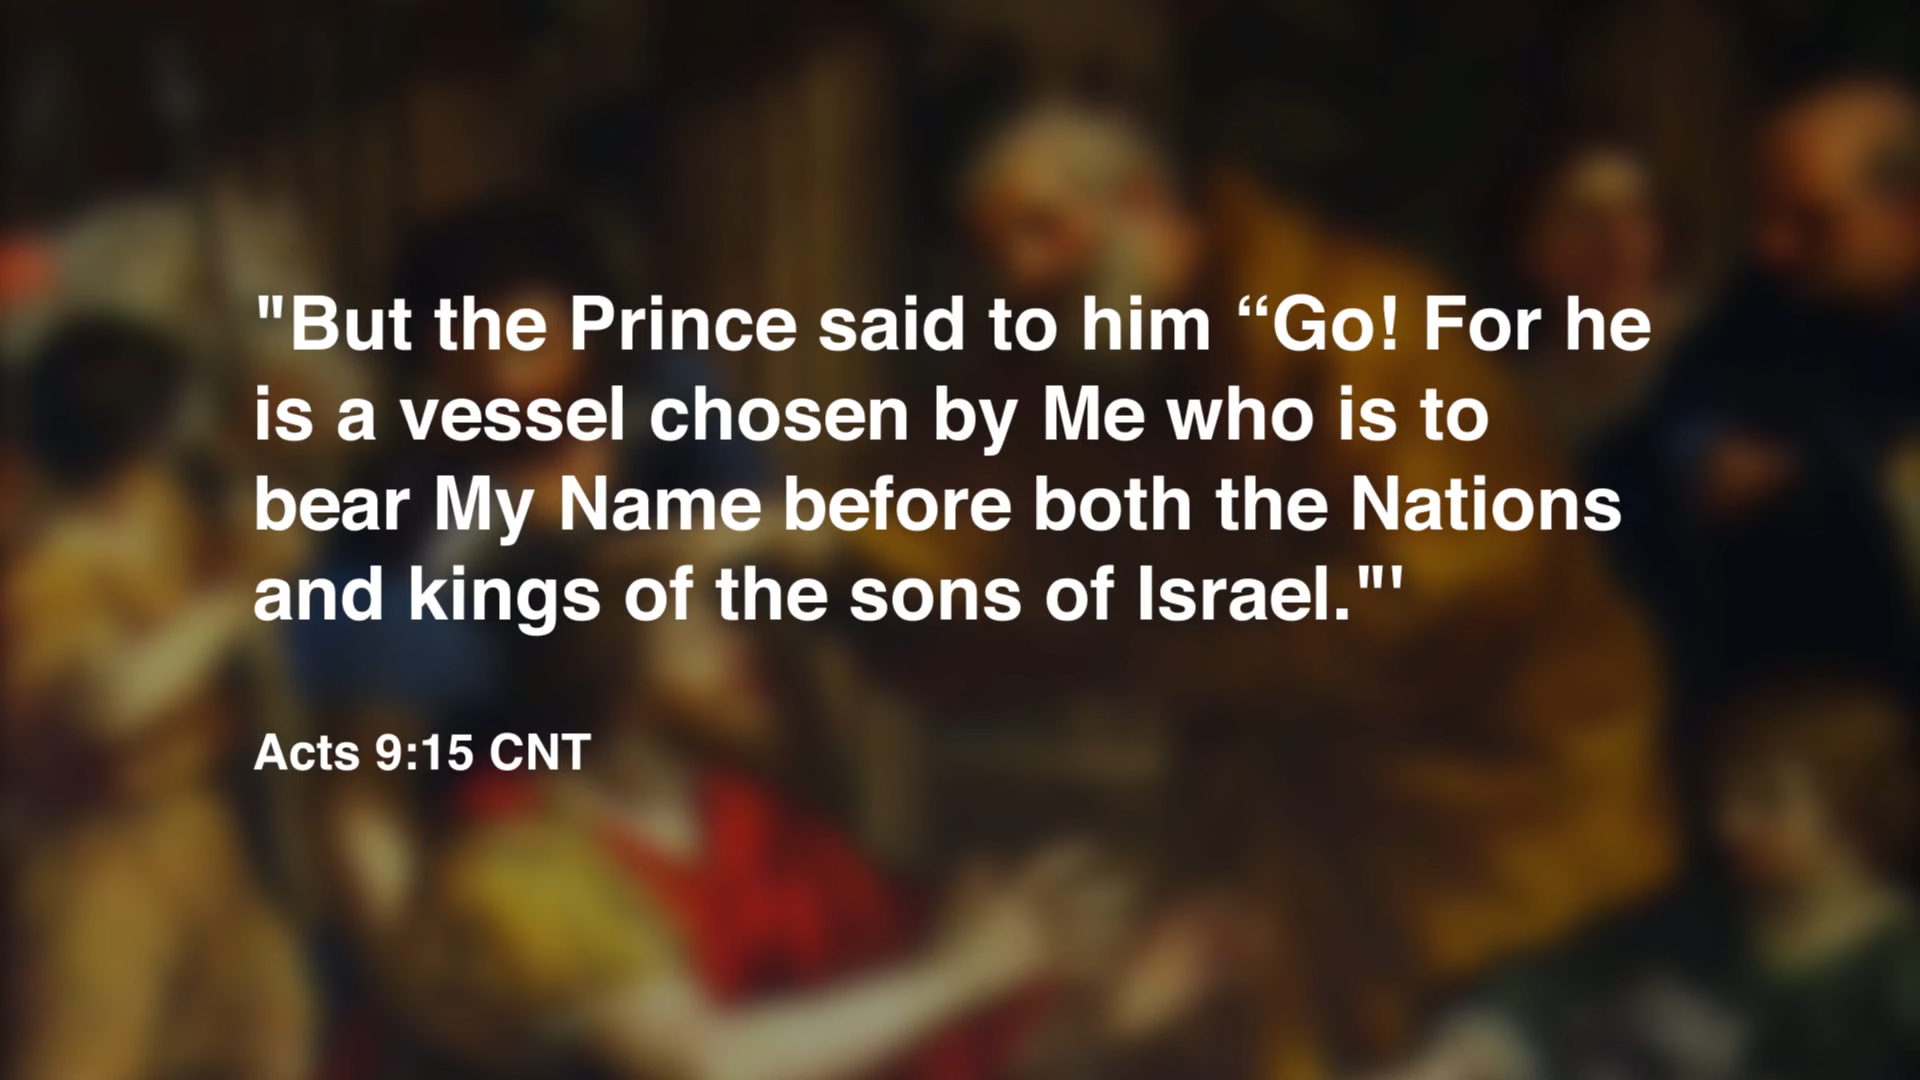 "But the Prince said to him “Go! For he
is a vessel chosen by Me who is to
bear My Name before both the Nations
and kings of the sons of Israel."'
Acts 9:15 CNT